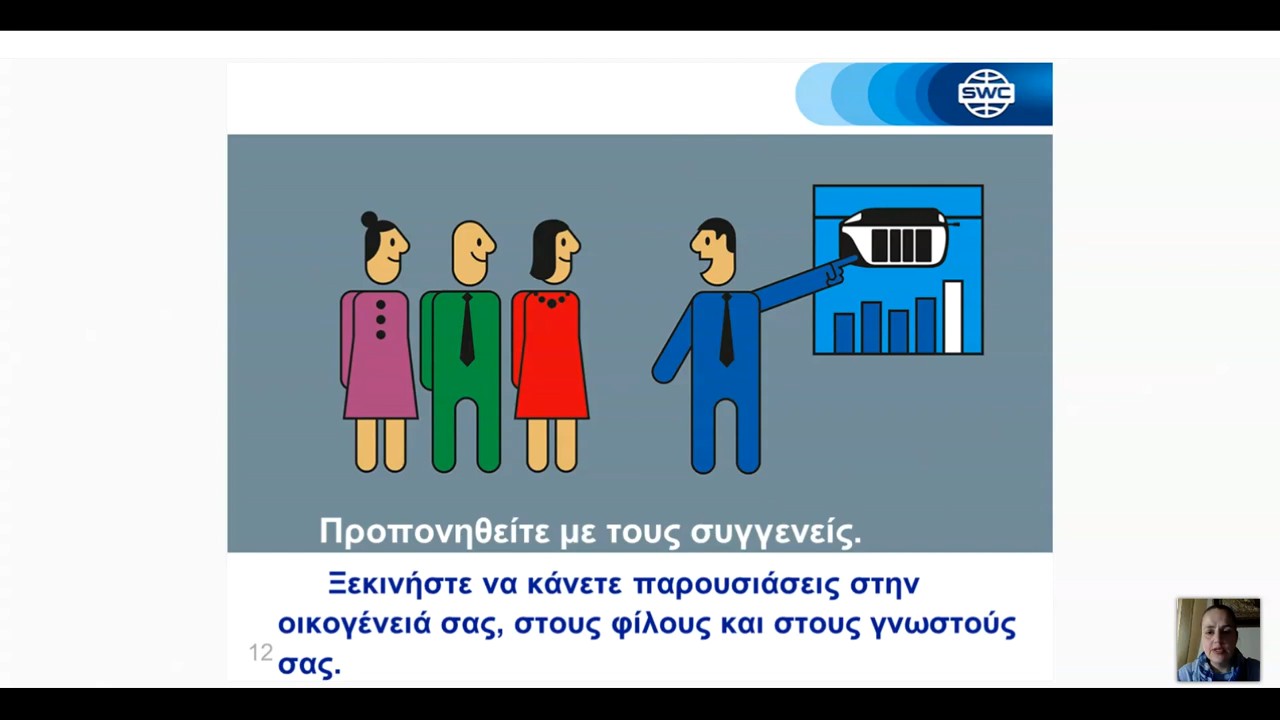 SWC
Προπονηθείτε με τους συγγενείς.
Ξεκινήστε να κάνετε παρουσιάσεις στην
οικογένειά σας, στους φίλους και στους γνωστούς
σας.
12